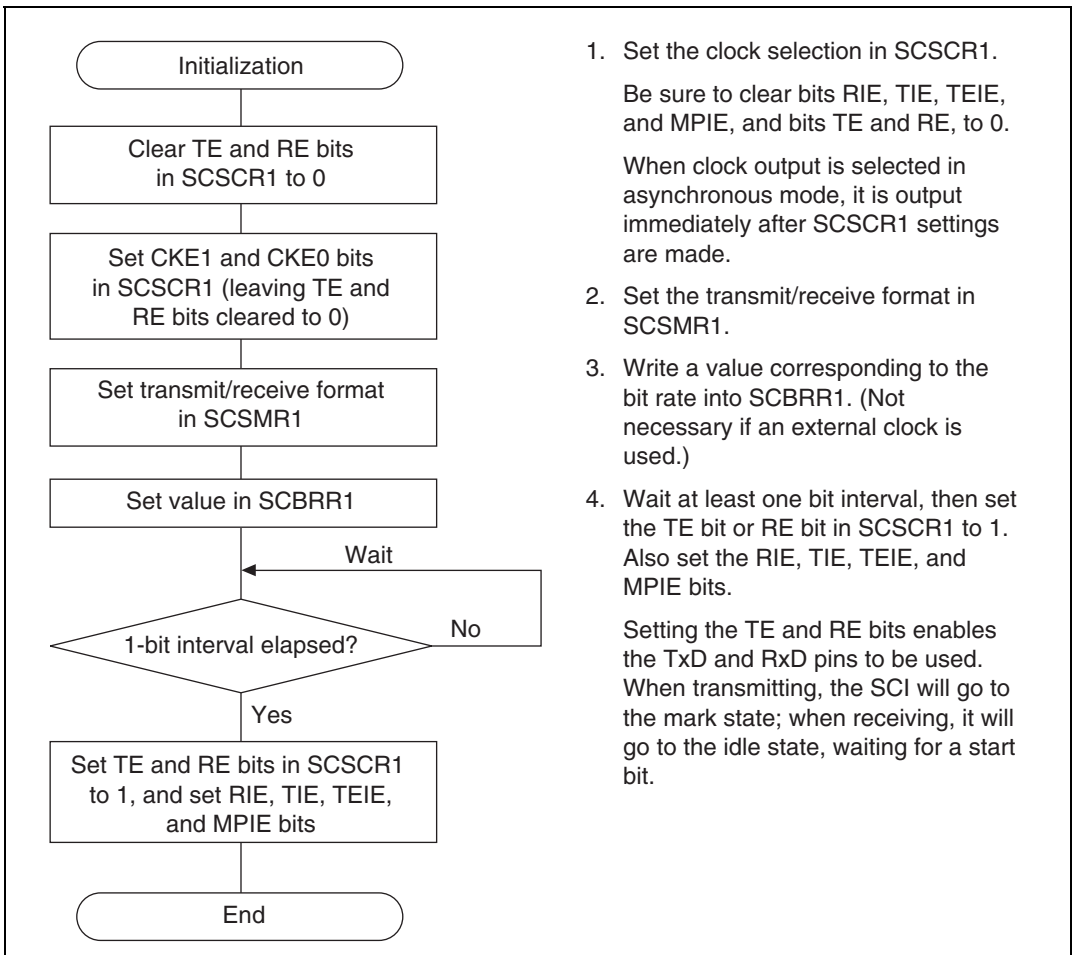 Initialization
Clear TE and RE bits
in SCSCR1 to 0
Set CKE1 and CKE0 bits
in SCSCR1 (leaving TE and
RE bits cleared to 0)
Set transmit/receive format
in SCSMR1
Set value in SCBRR1
Wait
1-bit interval elapsed?
No
Yes
Set TE and RE bits in SCSCR1
to 1, and set RIE, TIE, TEIE,
and MPIE bits
End
1. Set the clock selection in SCSCR1.
Be sure to clear bits RIE, TIE, TEIE,
and MPIE, and bits TE and RE, to 0.
When clock output is selected in
asynchronous mode, it is output
immediately after SCSCR1 settings
are made.
2. Set the transmit/receive format in
SCSMR1.
3. Write a value corresponding to the
bit rate into SCBRR1. (Not
necessary if an external clock is
used.)
4. Wait at least one bit interval, then set
the TE bit or RE bit in SCSCR1 to 1.
Also set the RIE, TIE, TEIE, and
MPIE bits.
Setting the TE and RE bits enables
the TxD and RxD pins to be used.
When transmitting, the SCI will go to
the mark state; when receiving, it will
go to the idle state, waiting for a start
bit.